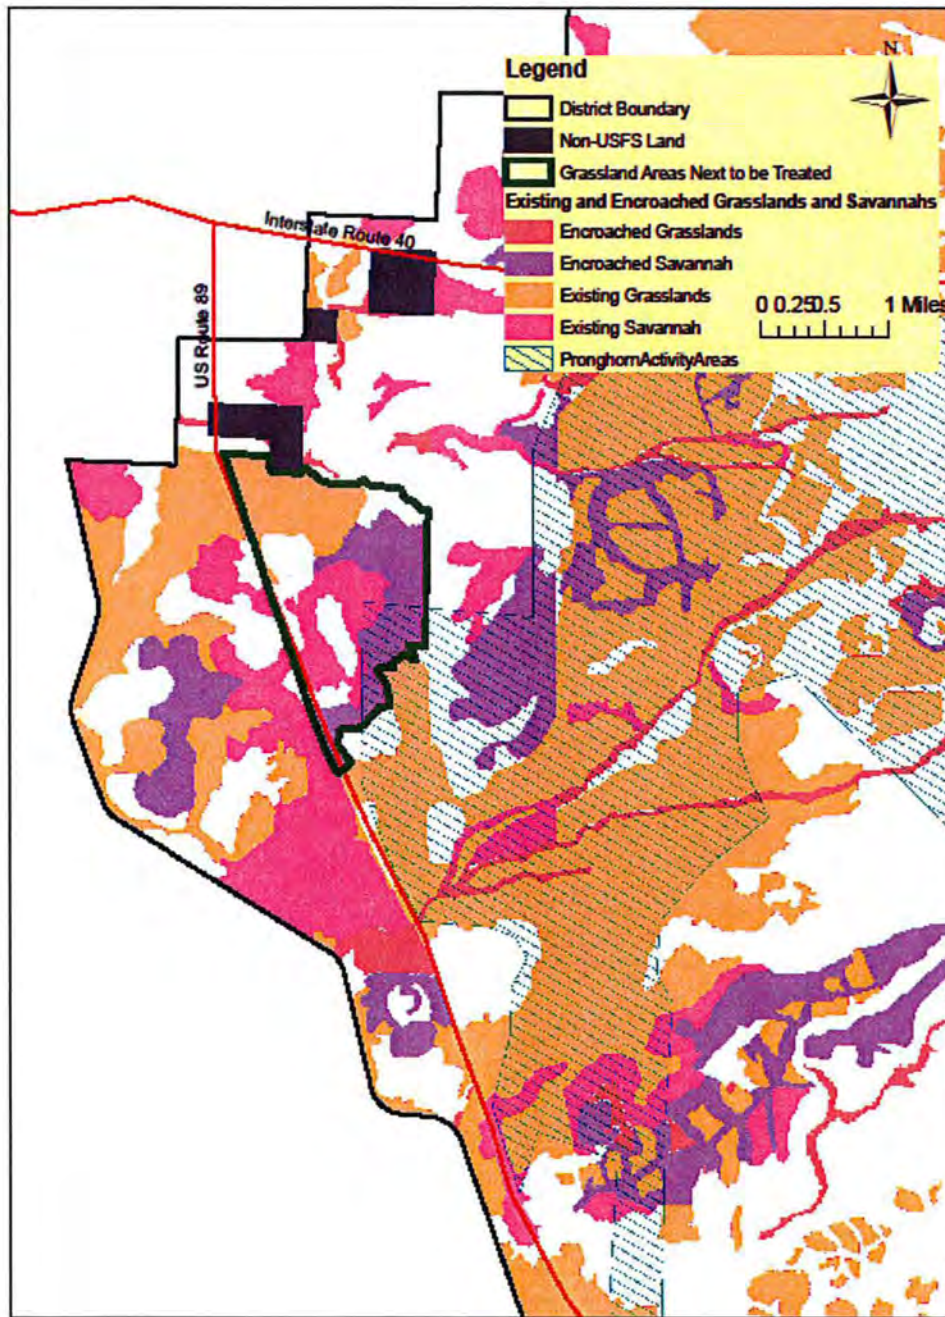 N
Legend
District Boundary
Non-USFS Land
Grassland Areas Next to be Treated
Existing and Encroached Grasslands and Savannahs
Encroached Grasslands
Encroached Savannah
Existing Grasslands
0 0.250.5 1 Miles
Existing Savannah
PronghornActivityAreas
Interstate Route 40
US Route 89